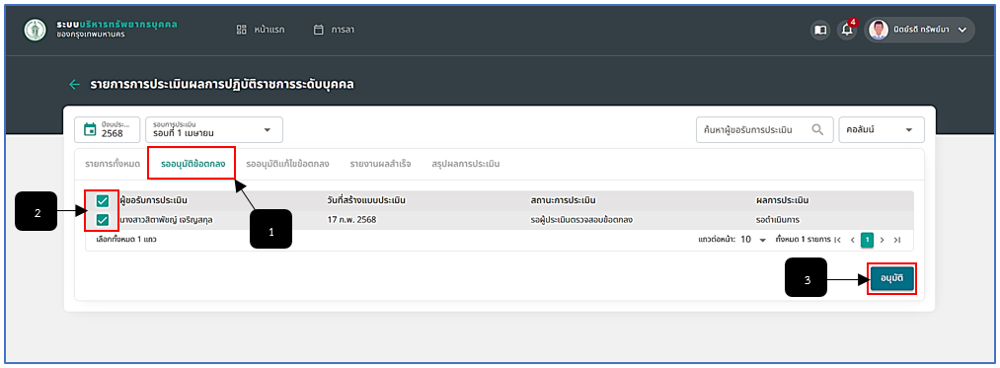 ระบบบริหารทรัพยากรบุคคล
ของกรุงเทพมหานคร
หน้าแรก
การลา
4
นิตย์รดี ทรัพย์มา
รายการการประเมินผลการปฏิบัติราชการระดับบุคคล
ปีงบประ...
2568
รอบการประเมิน
รอบที่ 1 เมษายน
ค้นหาผู้ขอรับการประเมิน
คอลัมน์
รายการทั้งหมด
รออนุมัติข้อตกลง
รออนุมัติแก้ไขข้อตกลง
รายงานผลสำเร็จ
สรุปผลการประเมิน
ผู้ขอรับการประเมิน วันที่สร้างแบบประเมิน สถานะการประเมิน ผลการประเมิน
นางสาวสิตาพัชญ์ เจริญสกุล 17 ก.พ. 2568 รอผู้ประเมินตรวจสอบข้อตกลง รอดำเนินการ
เลือกทั้งหมด 1 แถว
แถวต่อหน้า: 10 ทั้งหมด 1 รายการ 1
อนุมัติ
1
2
3